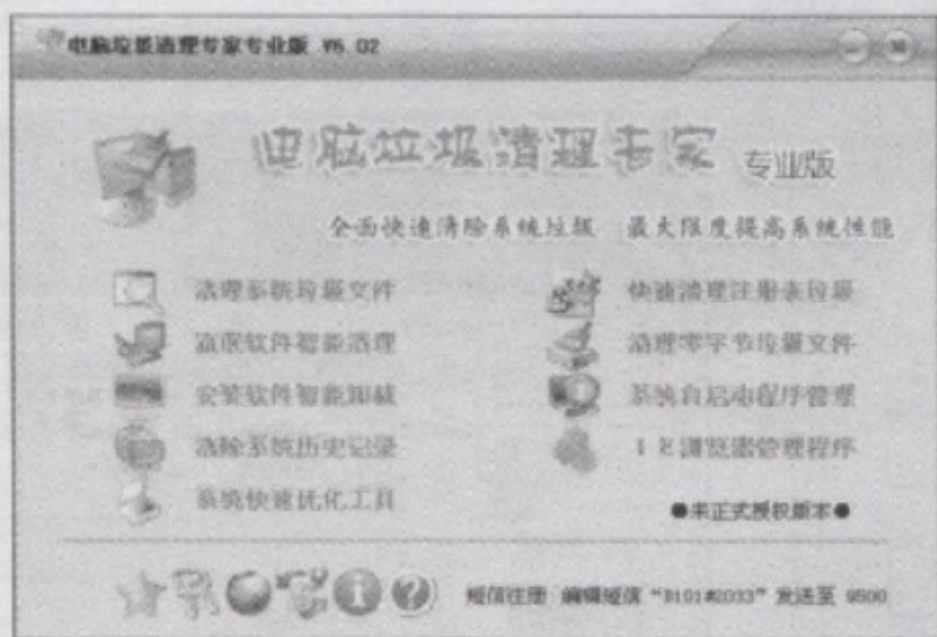 电脑垃圾清理专家专业版 V6.02
电脑垃圾清理专家 专业版
全面快速清除系统垃圾 最大限度提高系统性能
清理系统垃圾文件
流氓软件智能清理
安装软件智能卸载
清除系统历史记录
系统快速优化工具
快速清理注册表垃圾
清理零字节垃圾文件
系统自启动程序管理
IE浏览器管理程序
●未正式授权版本●
短信注册 编辑短信 “B101#2033” 发送至 9500